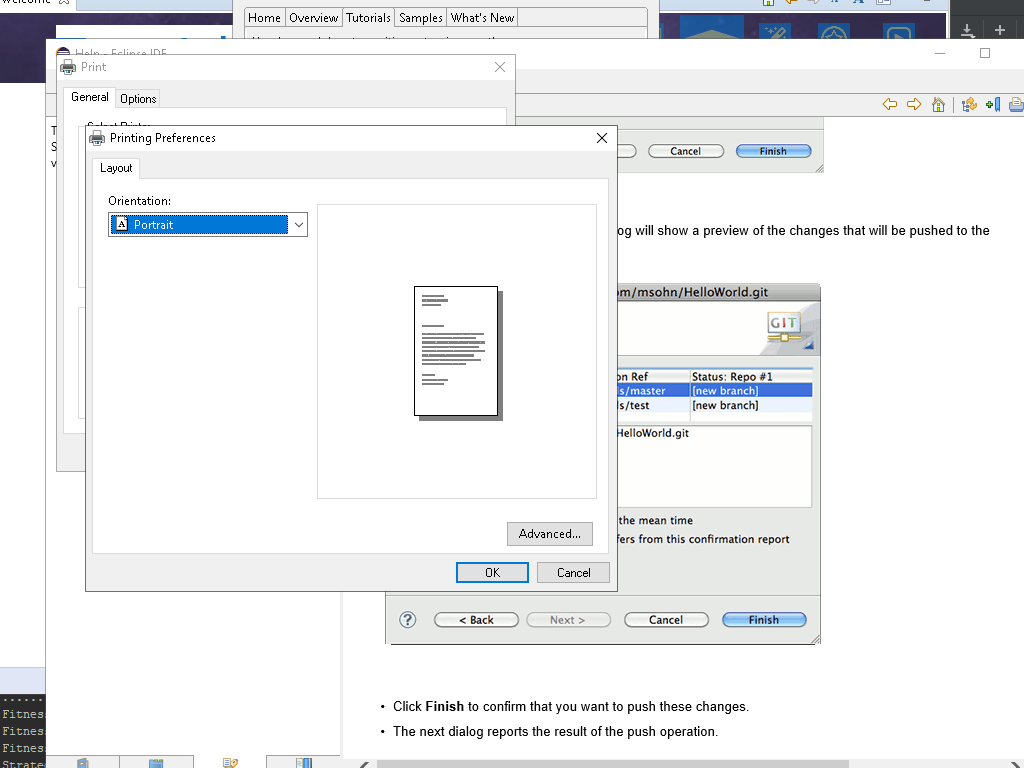 Welcome
Home Overview Tutorials Samples What's New
Help - Eclipse IDE
Print
General Options
Select Printer
Printing Preferences
Layout
Orientation:
Portrait
Advanced...
OK Cancel
Cancel Finish
og will show a preview of the changes that will be pushed to the
om/msohn/HelloWorld.git
GIT
on Ref Status: Repo #1
s/master [new branch]
s/test [new branch]
HelloWorld.git
the mean time
fers from this confirmation report
? < Back Next > Cancel Finish
• Click Finish to confirm that you want to push these changes.
• The next dialog reports the result of the push operation.
Fitnes
Fitnes
Fitnes
Strate